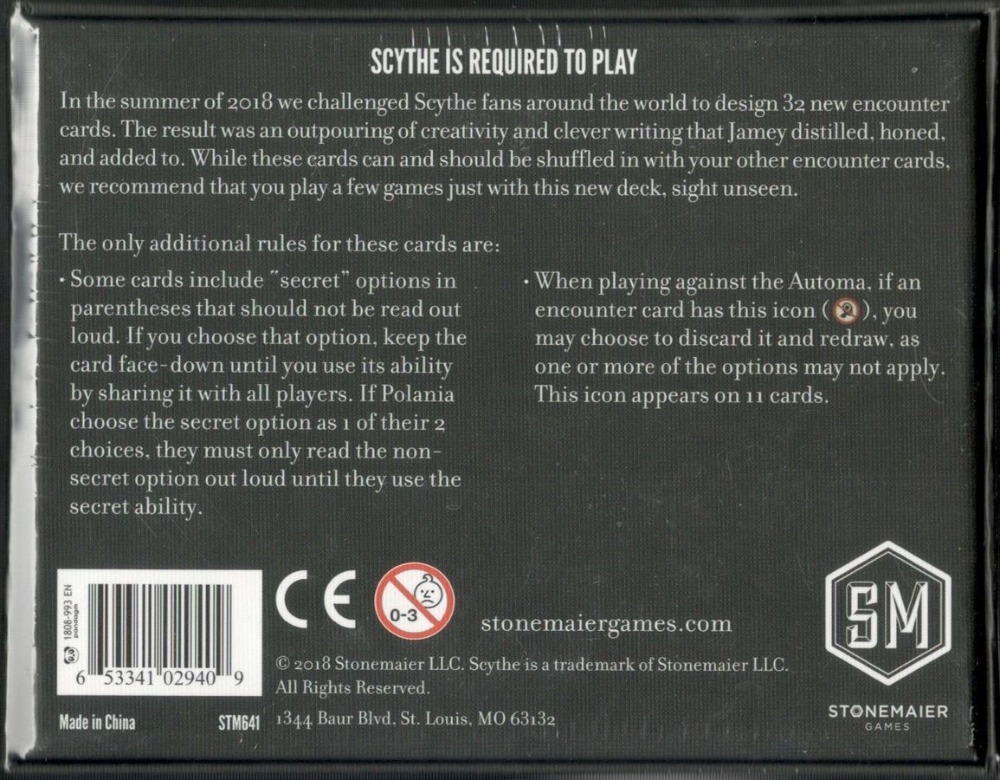 SCYTHE IS REQUIRED TO PLAY
In the summer of 2018 we challenged Scythe fans around the world to design 32 new encounter
cards. The result was an outpouring of creativity and clever writing that Jamey distilled, honed,
and added to. While these cards can and should be shuffled in with your other encounter cards,
we recommend that you play a few games just with this new deck, sight unseen.
The only additional rules for these cards are:
· Some cards include "secret" options in
parentheses that should not be read out
loud. If you choose that option, keep the
card face-down until you use its ability
by sharing it with all players. If Polania
choose the secret option as 1 of their 2
choices, they must only read the non-
secret option out loud until they use the
secret ability.
· When playing against the Automa, if an
encounter card has this icon ( ), you
may choose to discard it and redraw, as
one or more of the options may not apply.
This icon appears on 11 cards.
1808-993 EN
pandagm
6 53341 02940 9
CE
0-3
stonemaiergames.com
SM
© 2018 Stonemaier LLC. Scythe is a trademark of Stonemaier LLC.
All Rights Reserved.
Made in China
STM641
1344 Baur Blvd, St. Louis, MO 63132
STONEMAIER
GAMES